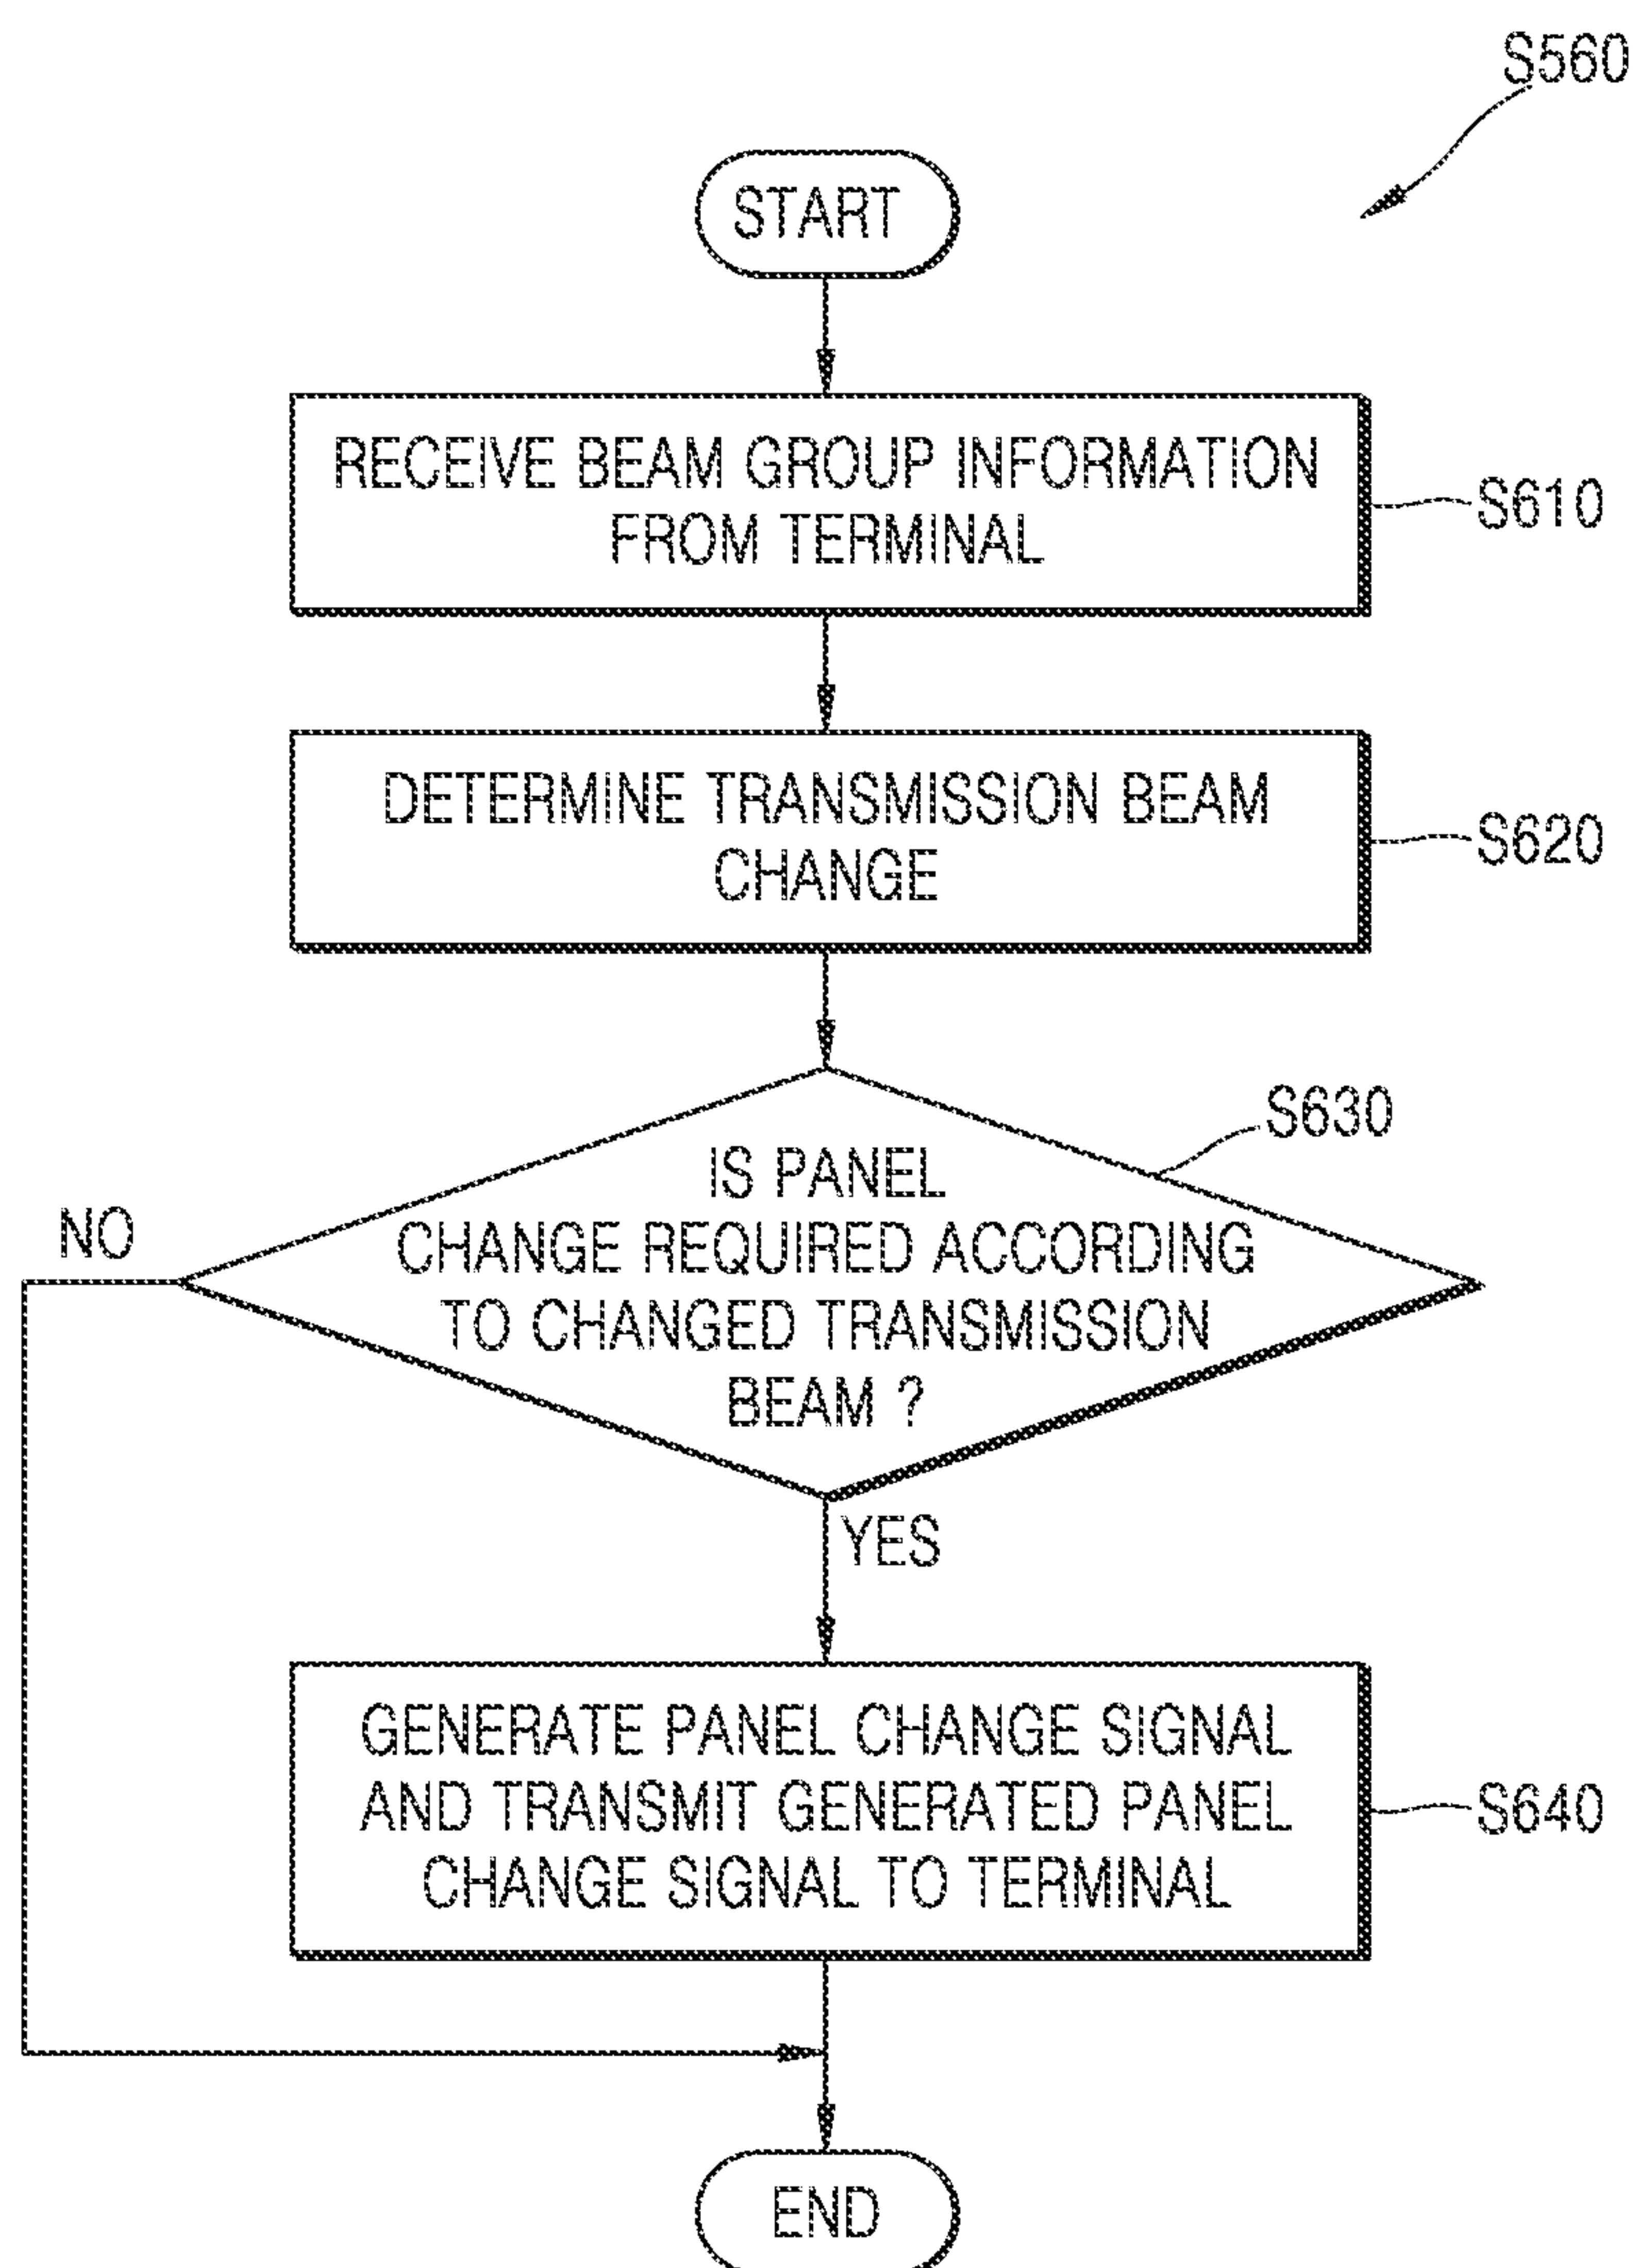 S560
START
RECEIVE BEAM GROUP INFORMATION
FROM TERMINAL
S610
DETERMINE TRANSMISSION BEAM
CHANGE
S620
S630
IS PANEL
CHANGE REQUIRED ACCORDING
TO CHANGED TRANSMISSION
BEAM ?
NO
YES
GENERATE PANEL CHANGE SIGNAL
AND TRANSMIT GENERATED PANEL
CHANGE SIGNAL TO TERMINAL
S640
END